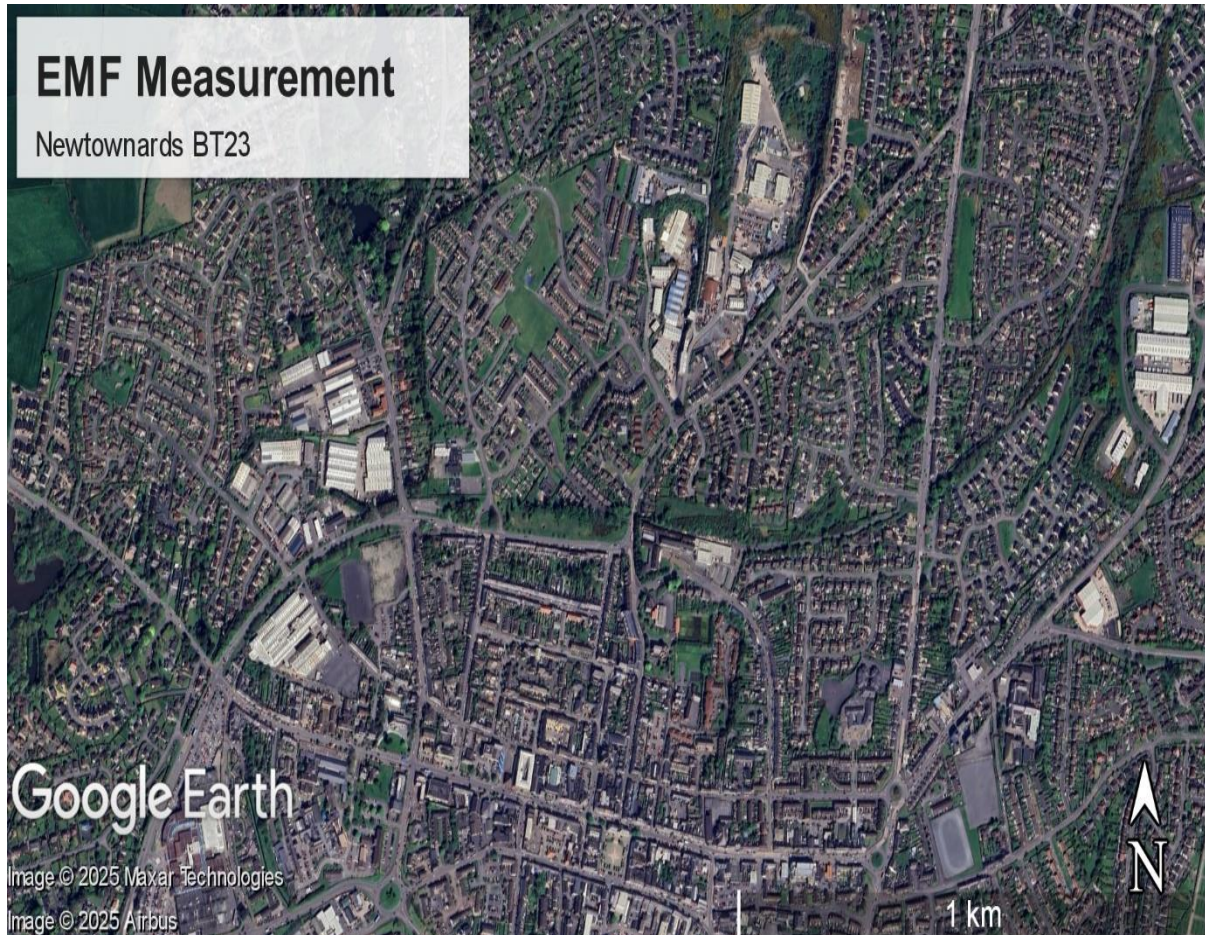 EMF Measurement
Newtownards BT23
Google Earth
Image © 2025 Maxar Technologies
Image © 2025 Airbus
1 km
N